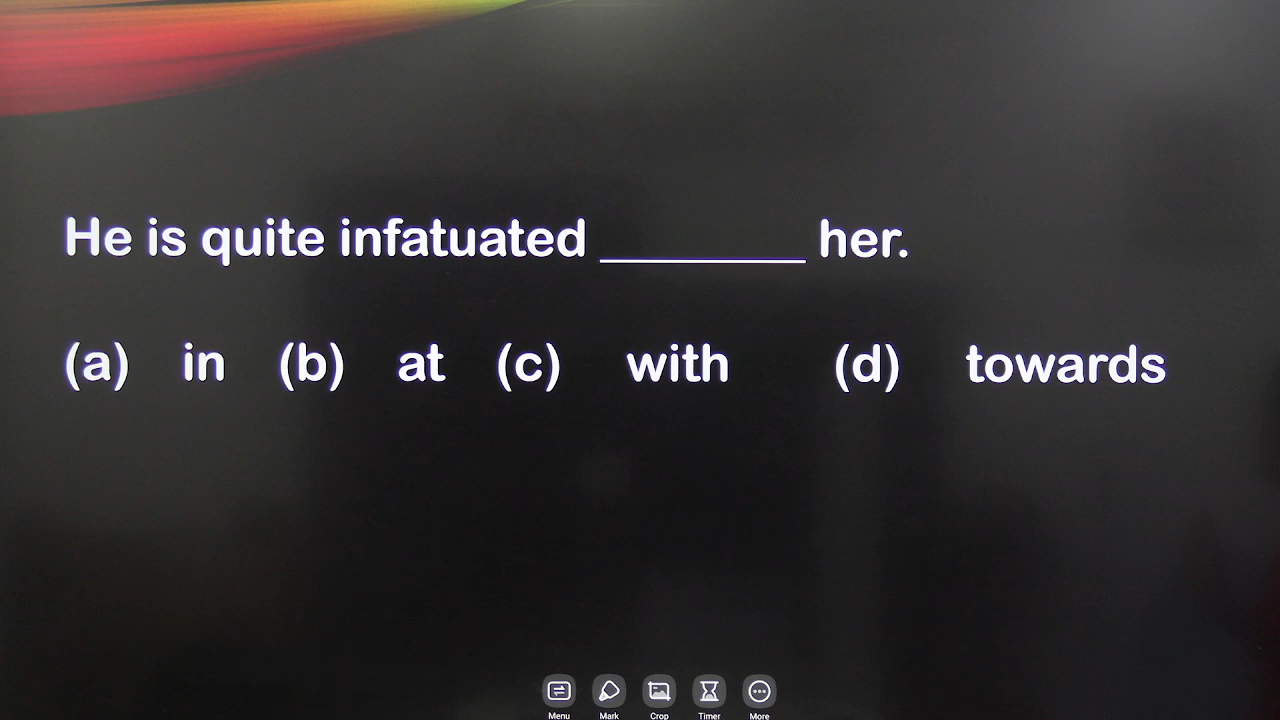 He is quite infatuated ________ her.
(a) in (b) at (c) with (d) towards
Menu Mark Crop Timer More